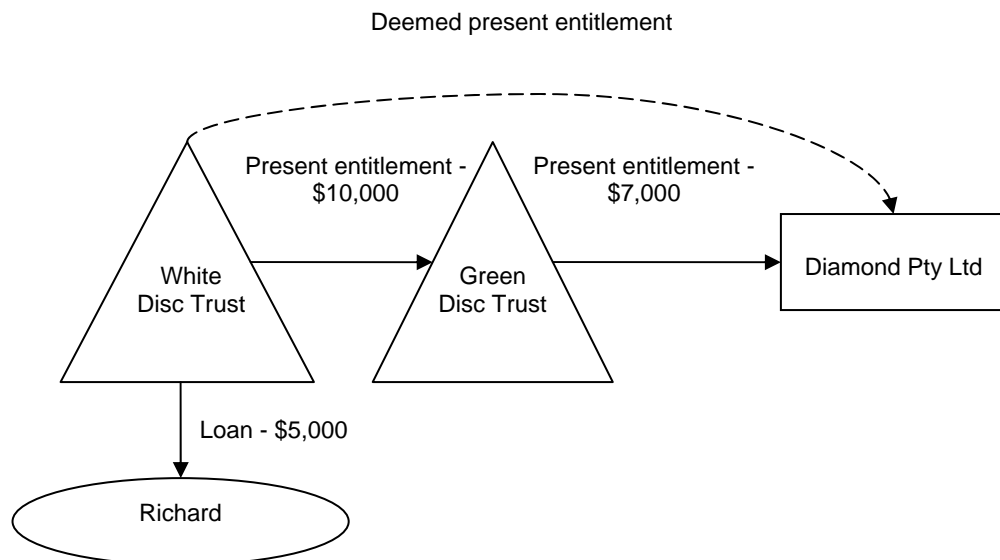 Deemed present entitlement
Present entitlement -
$10,000
Present entitlement -
$7,000
White
Disc Trust
Green
Disc Trust
Diamond Pty Ltd
Loan - $5,000
Richard